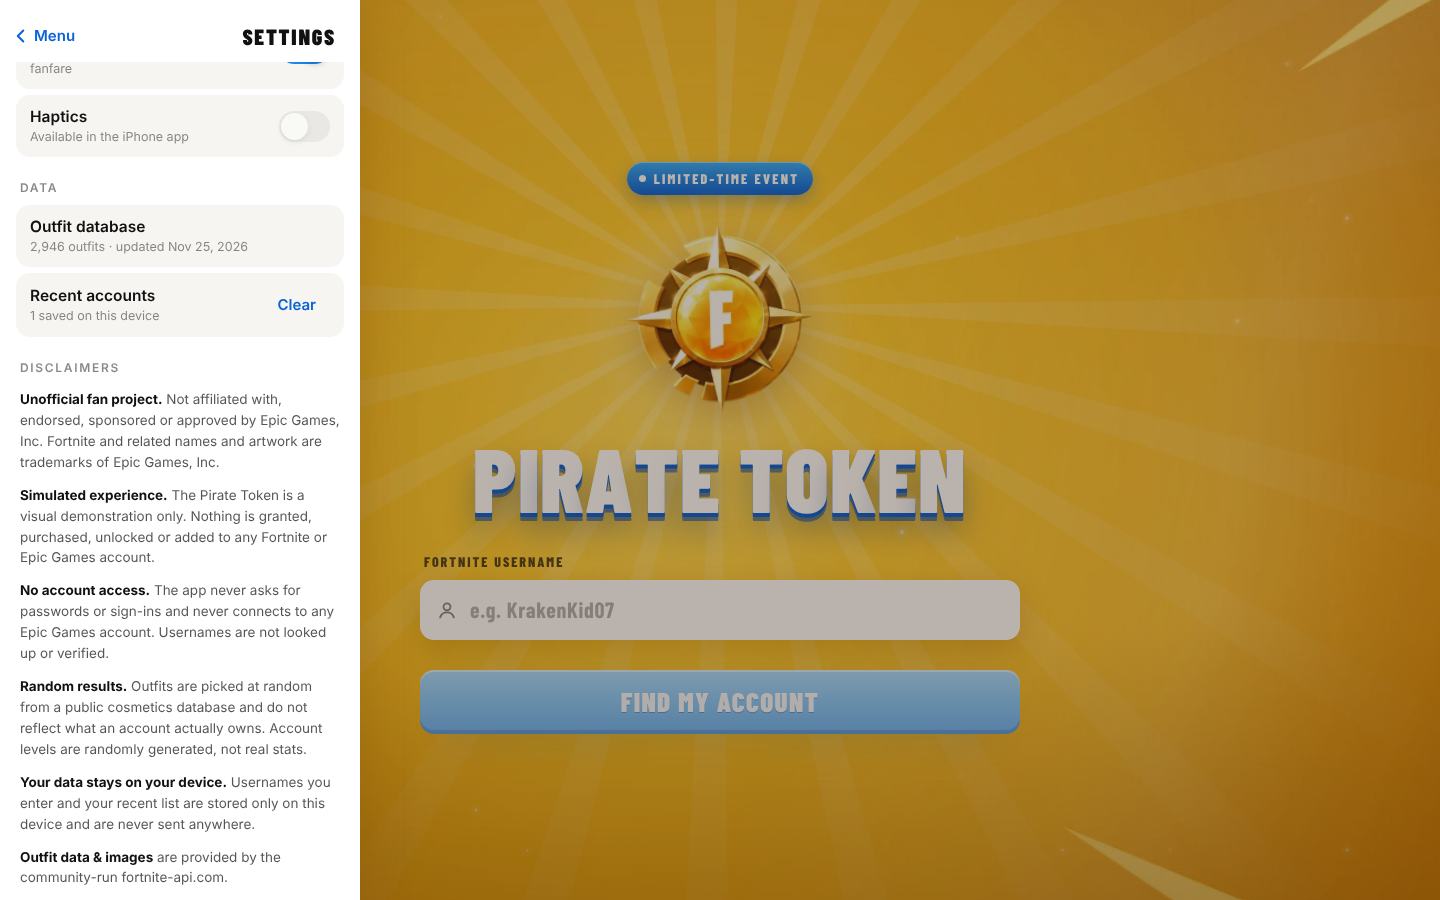 Menu
SETTINGS
fanfare
Haptics
Available in the iPhone app
DATA
Outfit database
2,946 outfits · updated Nov 25, 2026
Recent accounts
1 saved on this device
Clear
DISCLAIMERS
Unofficial fan project. Not affiliated with,
endorsed, sponsored or approved by Epic Games,
Inc. Fortnite and related names and artwork are
trademarks of Epic Games, Inc.
Simulated experience. The Pirate Token is a
visual demonstration only. Nothing is granted,
purchased, unlocked or added to any Fortnite or
Epic Games account.
No account access. The app never asks for
passwords or sign-ins and never connects to any
Epic Games account. Usernames are not looked
up or verified.
Random results. Outfits are picked at random
from a public cosmetics database and do not
reflect what an account actually owns. Account
levels are randomly generated, not real stats.
Your data stays on your device. Usernames you
enter and your recent list are stored only on this
device and are never sent anywhere.
Outfit data & images are provided by the
community-run fortnite-api.com.
LIMITED-TIME EVENT
F
PIRATE TOKEN
FORTNITE USERNAME
e.g. KrakenKid07
FIND MY ACCOUNT